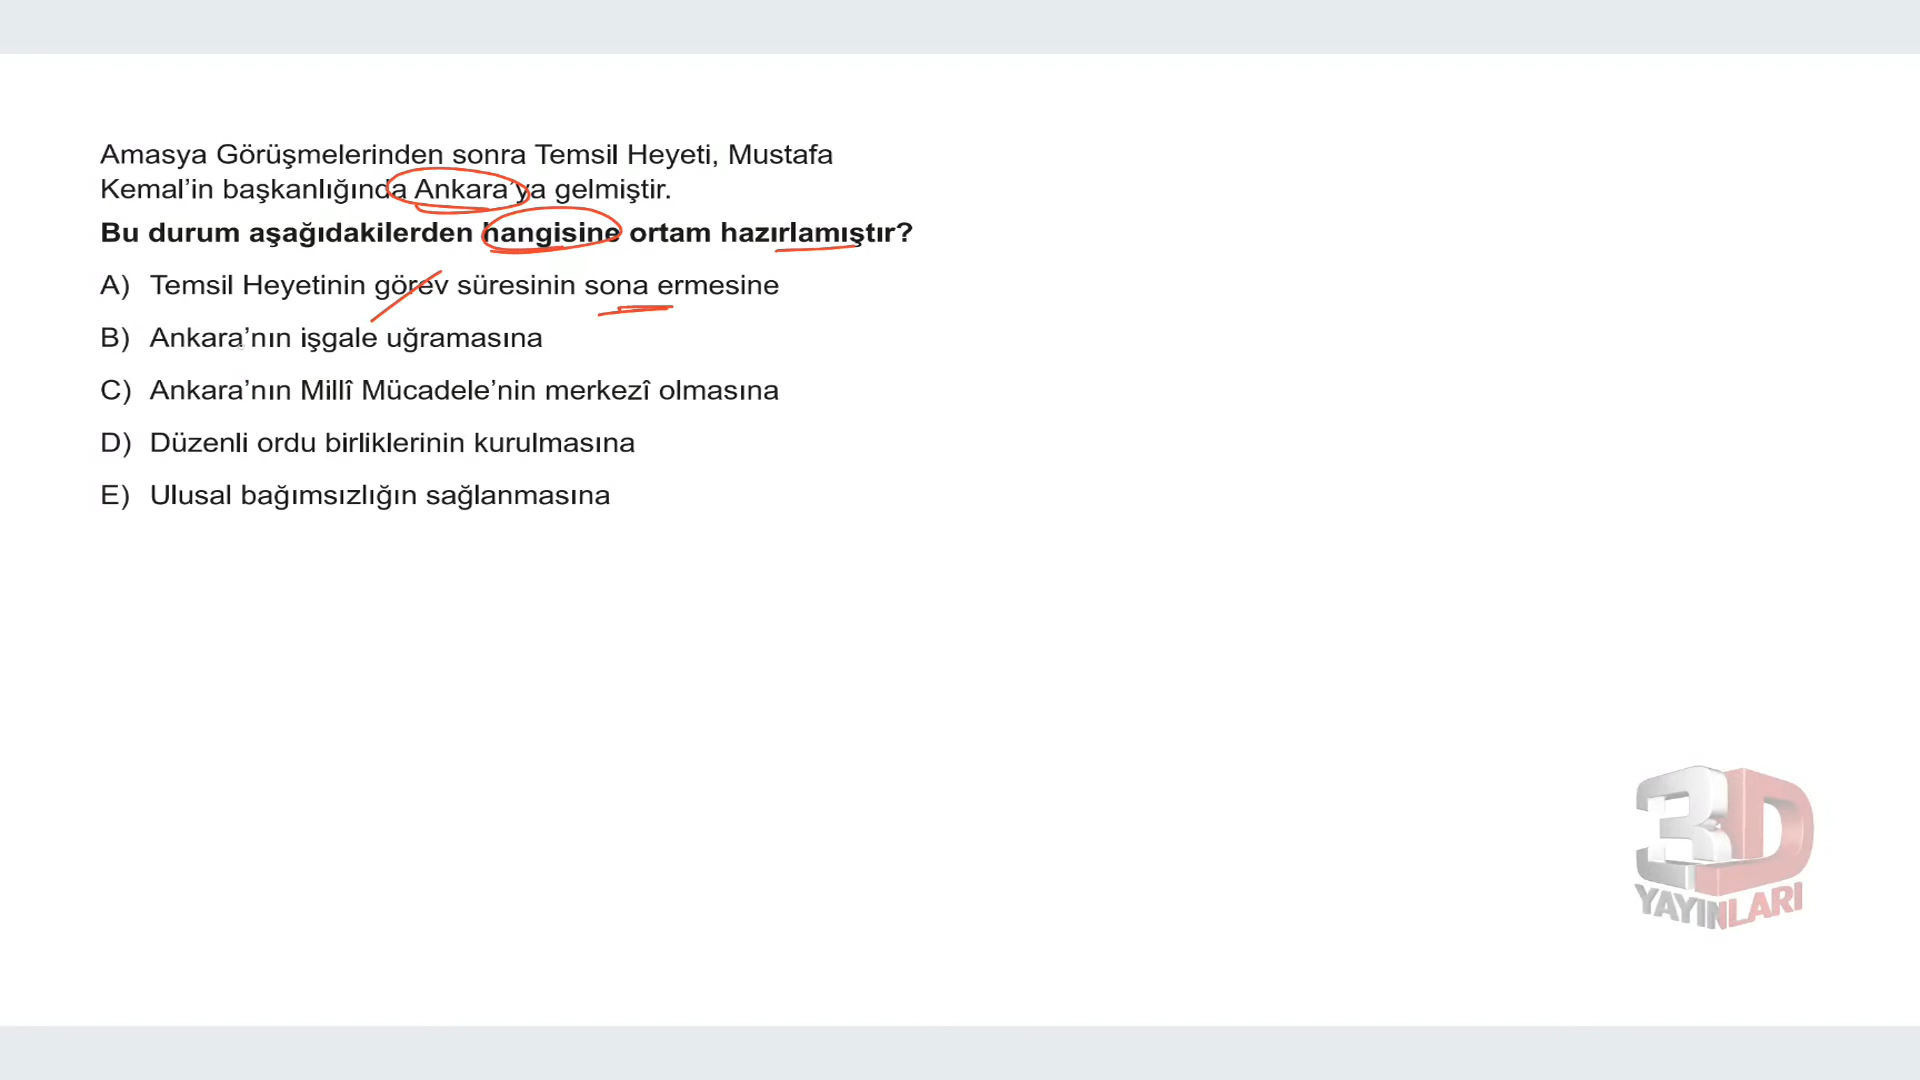 Amasya Görüşmelerinden sonra Temsil Heyeti, Mustafa
Kemal’in başkanlığında Ankara’ya gelmiştir.
Bu durum aşağıdakilerden hangisine ortam hazırlamıştır?
A) Temsil Heyetinin görev süresinin sona ermesine
B) Ankara’nın işgale uğramasına
C) Ankara’nın Millî Mücadele’nin merkezî olmasına
D) Düzenli ordu birliklerinin kurulmasına
E) Ulusal bağımsızlığın sağlanmasına
3D
YAYINLARI